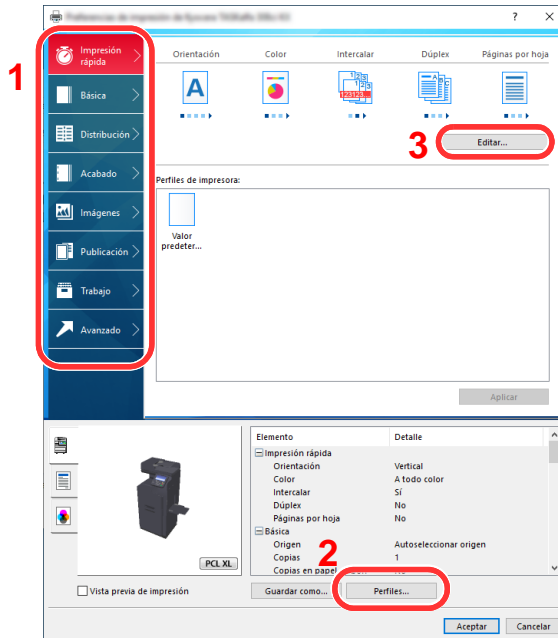 ? ×
1
Impresión rápida
Básica
Distribución
Acabado
Imágenes
Publicación
Trabajo
Avanzado
Orientación Color Intercalar Dúplex Páginas por hoja
A
123
123
123123
A
3
Editar...
Perfiles de impresora:
Valor
predeter...
Aplicar
PCL XL
Vista previa de impresión
Elemento Detalle
Impresión rápida
Orientación Vertical
Color A todo color
Intercalar Sí
Dúplex No
Páginas por hoja No
Básica
Origen Autoseleccionar origen
Copias 1
2
Guardar como... Perfiles...
Aceptar Cancelar